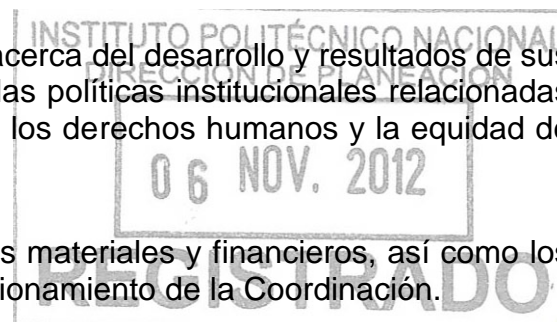 INSTITUTO POLITÉCNICO NACIONAL
acerca del desarrollo y resultados de sus
DIRECCIÓN DE PLANEACIÓN
las políticas institucionales relacionadas
los derechos humanos y la equidad de
06 NOV. 2012
s materiales y financieros, así como los
REGISTRADO
ionamiento de la Coordinación.